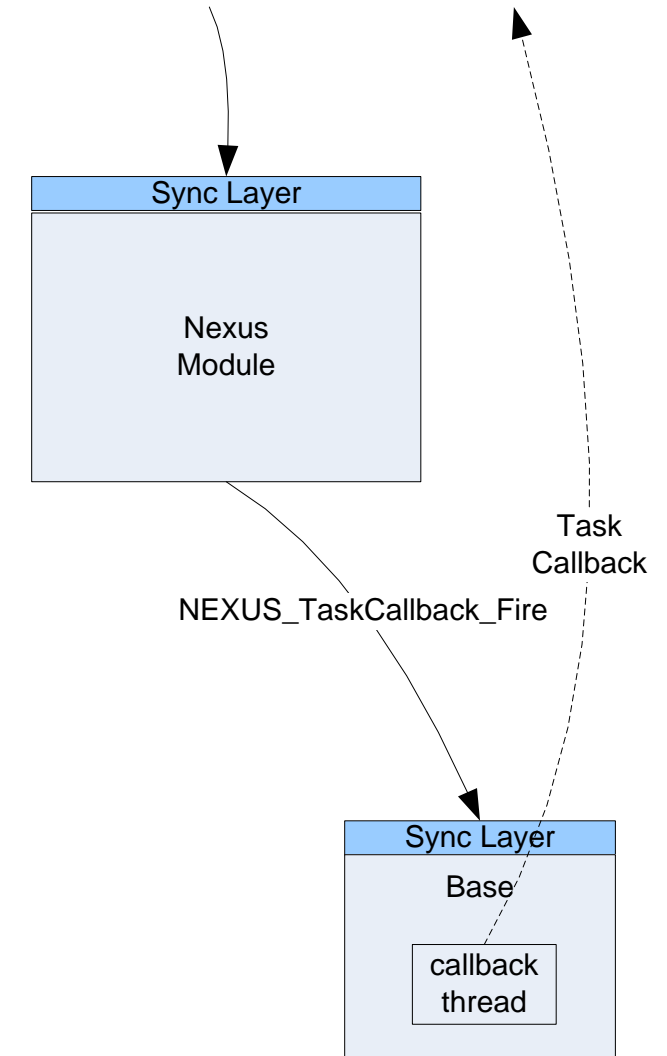 Sync Layer
Nexus
Module
Task
Callback
NEXUS_TaskCallback_Fire
Sync Layer
Base
callback
thread